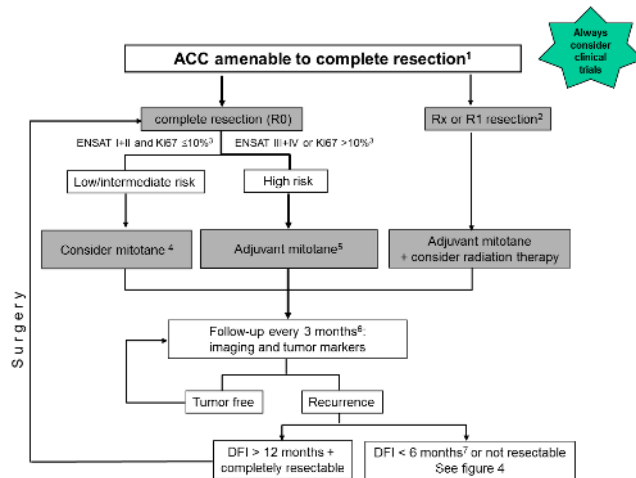 Always
consider
clinical
trials
ACC amenable to complete resection¹
complete resection (R0)
Rx or R1 resection²
ENSAT I+II and Ki67 ≤10%³
ENSAT III+IV or Ki67 >10%³
Low/intermediate risk
High risk
Consider mitotane ⁴
Adjuvant mitotane⁵
Adjuvant mitotane
+ consider radiation therapy
Surgery
Follow-up every 3 months⁶:
imaging and tumor markers
Tumor free
Recurrence
DFI > 12 months +
completely resectable
DFI < 6 months⁷ or not resectable
See figure 4